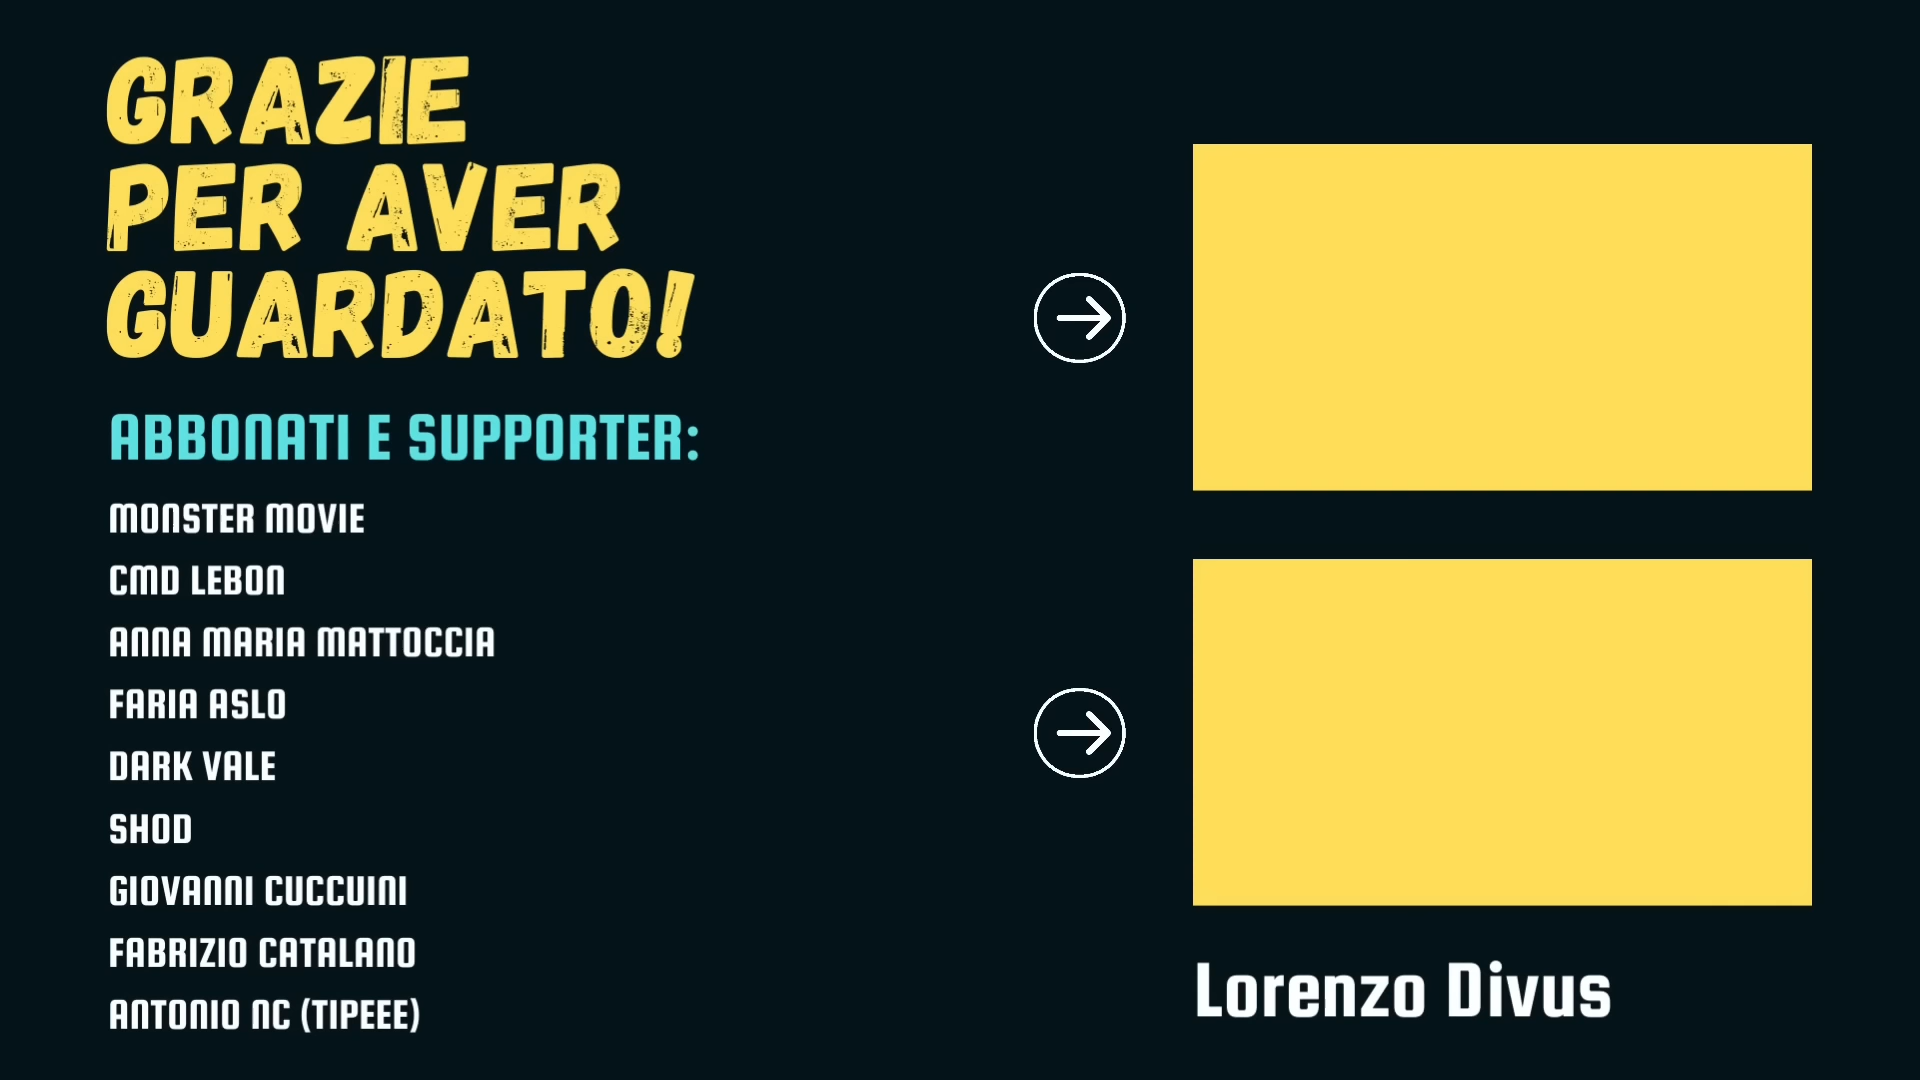 GRAZIE
PER AVER
GUARDATO!
ABBONATI E SUPPORTER:
MONSTER MOVIE
CMD LEBON
ANNA MARIA MATTOCCIA
FARIA ASLO
DARK VALE
SHOD
GIOVANNI CUCCUINI
FABRIZIO CATALANO
ANTONIO NC (TIPEEE)
Lorenzo Divus